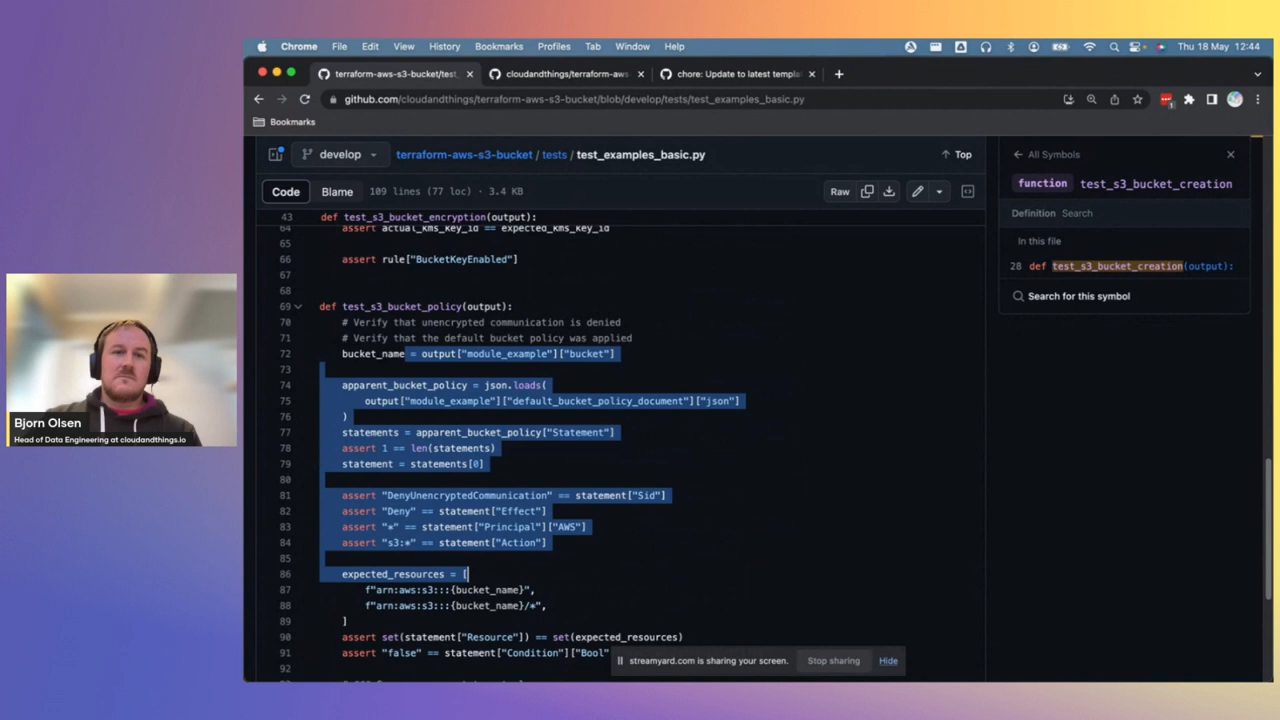 Chrome File Edit View History Bookmarks Profiles Tab Window Help Thu 18 May 12:44
terraform-aws-s3-bucket/test_ cloudandthings/terraform-aws- chore: Update to latest templa
github.com/cloudandthings/terraform-aws-s3-bucket/blob/develop/tests/test_examples_basic.py
Bookmarks
develop terraform-aws-s3-bucket / tests / test_examples_basic.py Top
Code Blame 109 lines (77 loc) · 3.4 KB Raw
43 def test_s3_bucket_encryption(output):
64 assert actual_kms_key_id == expected_kms_key_id
65
66 assert rule["BucketKeyEnabled"]
67
68
69 def test_s3_bucket_policy(output):
70 # Verify that unencrypted communication is denied
71 # Verify that the default bucket policy was applied
72 bucket_name = output["module_example"]["bucket"]
73
74 apparent_bucket_policy = json.loads(
75 output["module_example"]["default_bucket_policy_document"]["json"]
76 )
77 statements = apparent_bucket_policy["Statement"]
78 assert 1 == len(statements)
79 statement = statements[0]
80
81 assert "DenyUnencryptedCommunication" == statement["Sid"]
82 assert "Deny" == statement["Effect"]
83 assert "*" == statement["Principal"]["AWS"]
84 assert "s3:*" == statement["Action"]
85
86 expected_resources = [
87 f"arn:aws:s3:::{bucket_name}",
88 f"arn:aws:s3:::{bucket_name}/*",
89 ]
90 assert set(statement["Resource"]) == set(expected_resources)
91 assert "false" == statement["Condition"]["Bool"
92
All Symbols
function test_s3_bucket_creation
Definition Search
In this file
28 def test_s3_bucket_creation(output):
Search for this symbol
streamyard.com is sharing your screen. Stop sharing Hide
Bjorn Olsen
Head of Data Engineering at cloudandthings.io